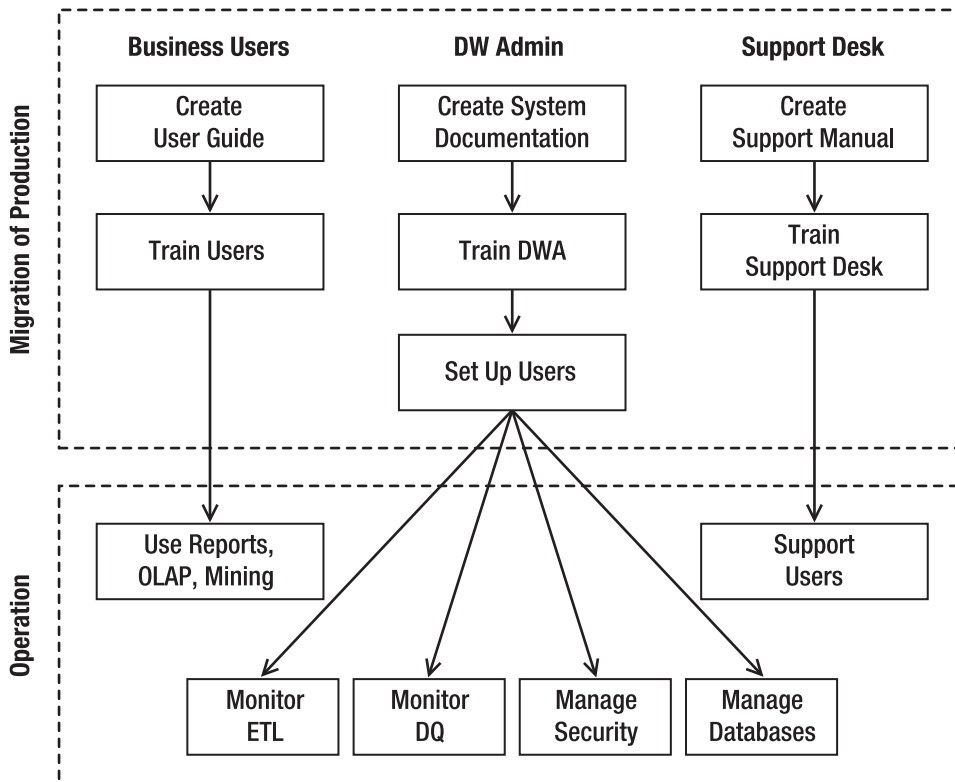 Migration of Production
Business Users
DW Admin
Support Desk
Create
User Guide
Create System
Documentation
Create
Support Manual
Train Users
Train DWA
Train
Support Desk
Set Up Users
Operation
Use Reports,
OLAP, Mining
Support
Users
Monitor
ETL
Monitor
DQ
Manage
Security
Manage
Databases